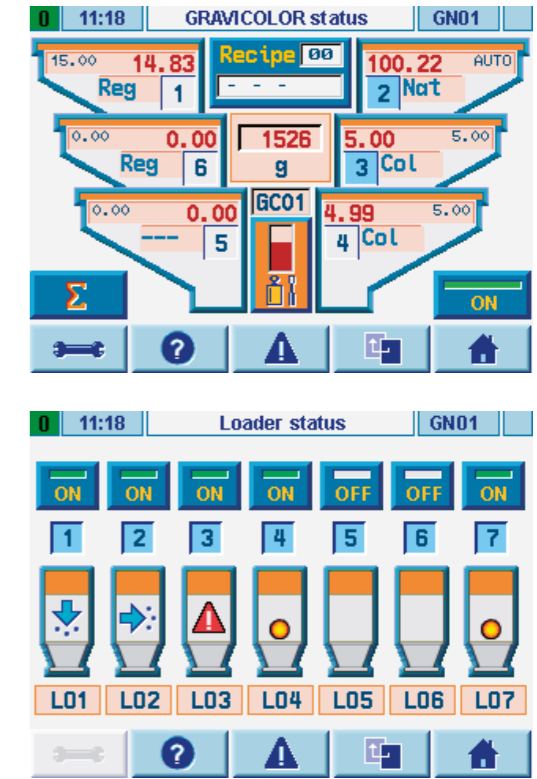 0 11:18 GRAVICOLOR status GN01
15.00 14.83 Recipe 00 100.22 AUTO
Reg 1 - - - 2 Nat
0.00 0.00 1526 5.00 5.00
Reg 6 g 3 Col
0.00 0.00 GC01 4.99 5.00
--- 5 4 Col
Σ ON
?
0 11:18 Loader status GN01
ON ON ON ON OFF OFF ON
1 2 3 4 5 6 7
L01 L02 L03 L04 L05 L06 L07
?